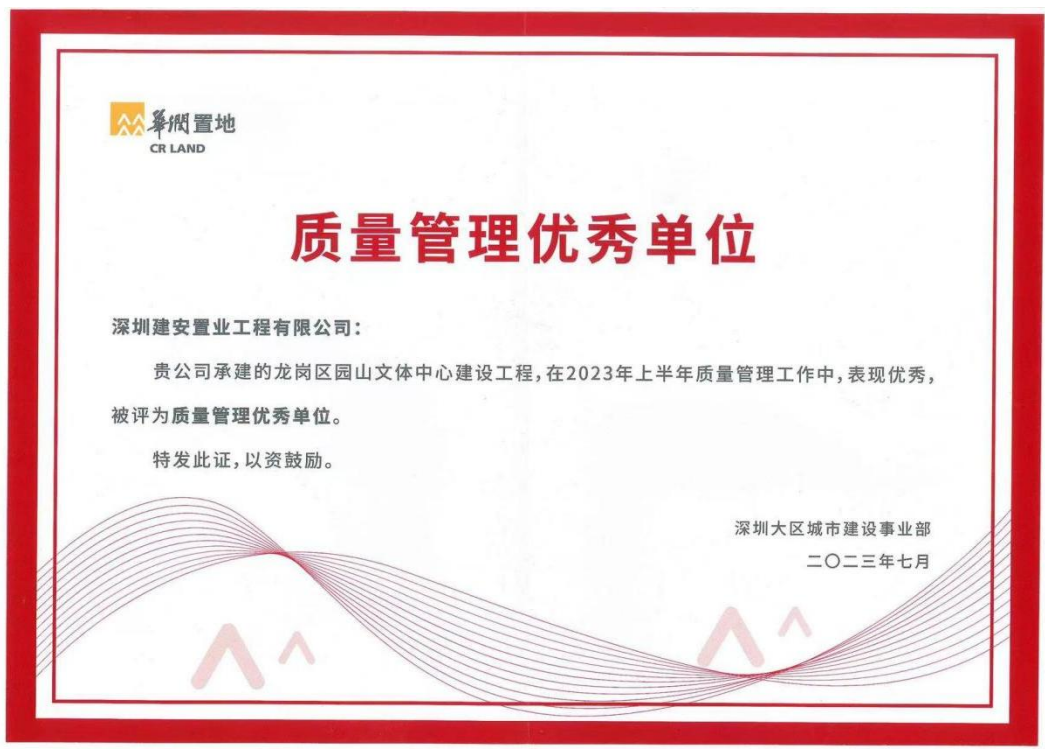 華潤置地
CR LAND
质量管理优秀单位
深圳建安置业工程有限公司：
贵公司承建的龙岗区园山文体中心建设工程，在2023年上半年质量管理工作中，表现优秀，
被评为质量管理优秀单位。
特发此证，以资鼓励。
深圳大区城市建设事业部
二〇二三年七月